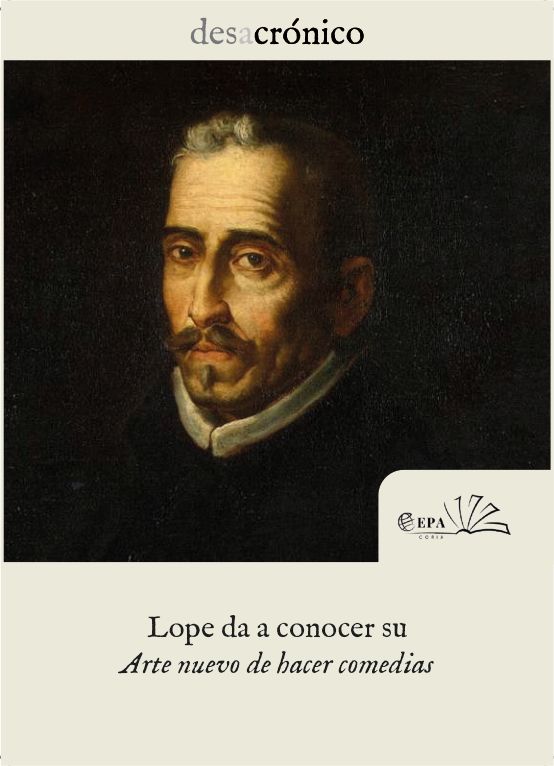 desacrónico
EPA
CORIA
Lope da a conocer su
Arte nuevo de hacer comedias